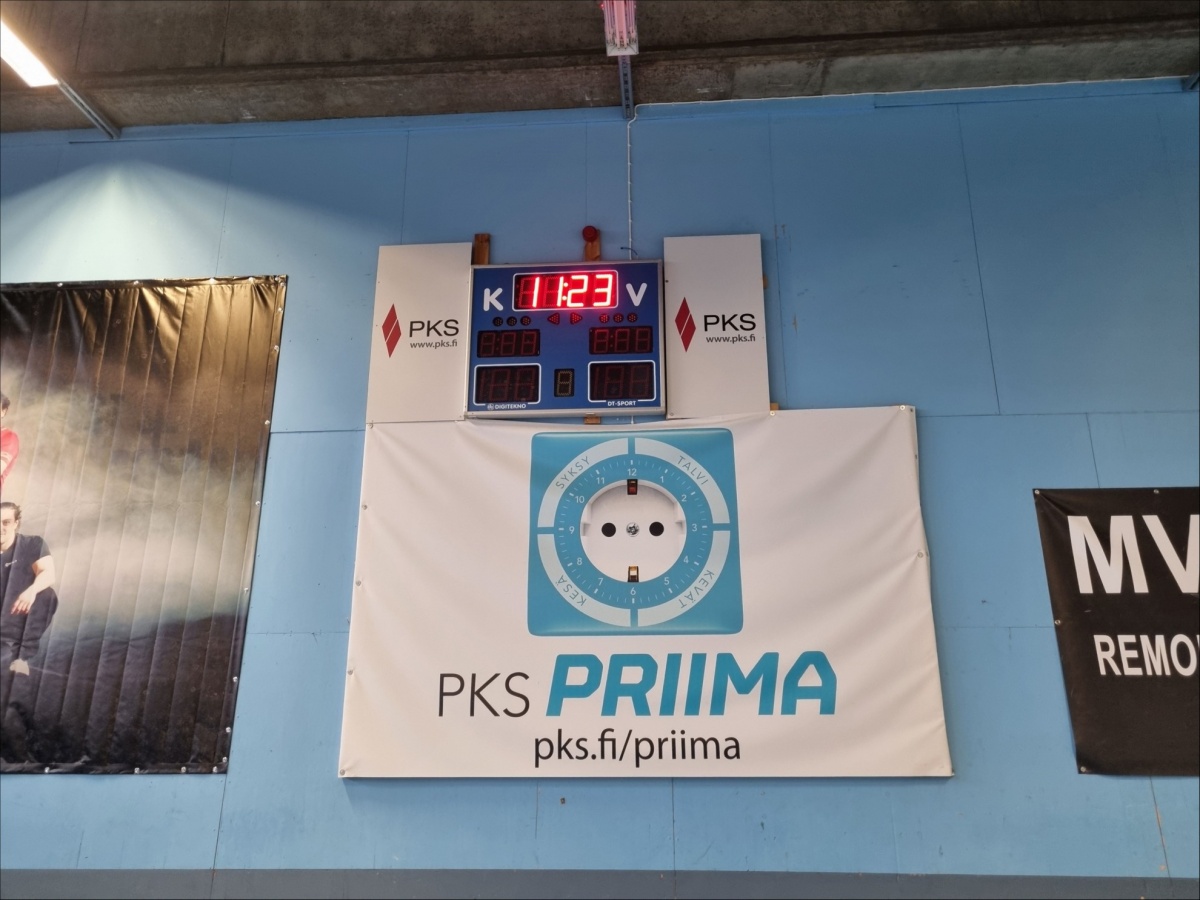 K 11:23 V
PKS
www.pks.fi
PKS
www.pks.fi
DIGITEKNO
DT-SPORT
SYKSY
TALVI
KESÄ
KEVÄT
12
1
2
3
4
5
6
7
8
9
10
11
PKS PRIIMA
pks.fi/priima
MV
REMO